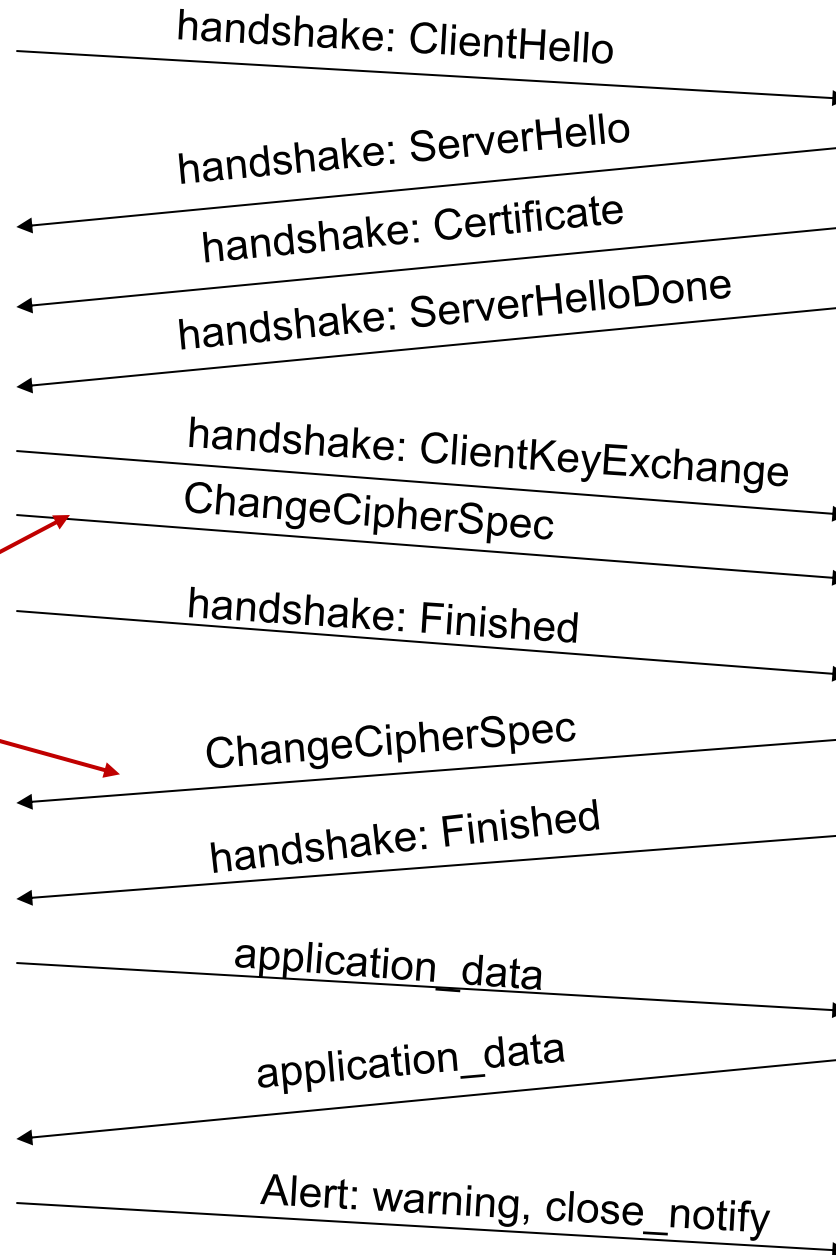 handshake: ClientHello
handshake: ServerHello
handshake: Certificate
handshake: ServerHelloDone
handshake: ClientKeyExchange
ChangeCipherSpec
handshake: Finished
ChangeCipherSpec
handshake: Finished
application_data
application_data
Alert: warning, close_notify